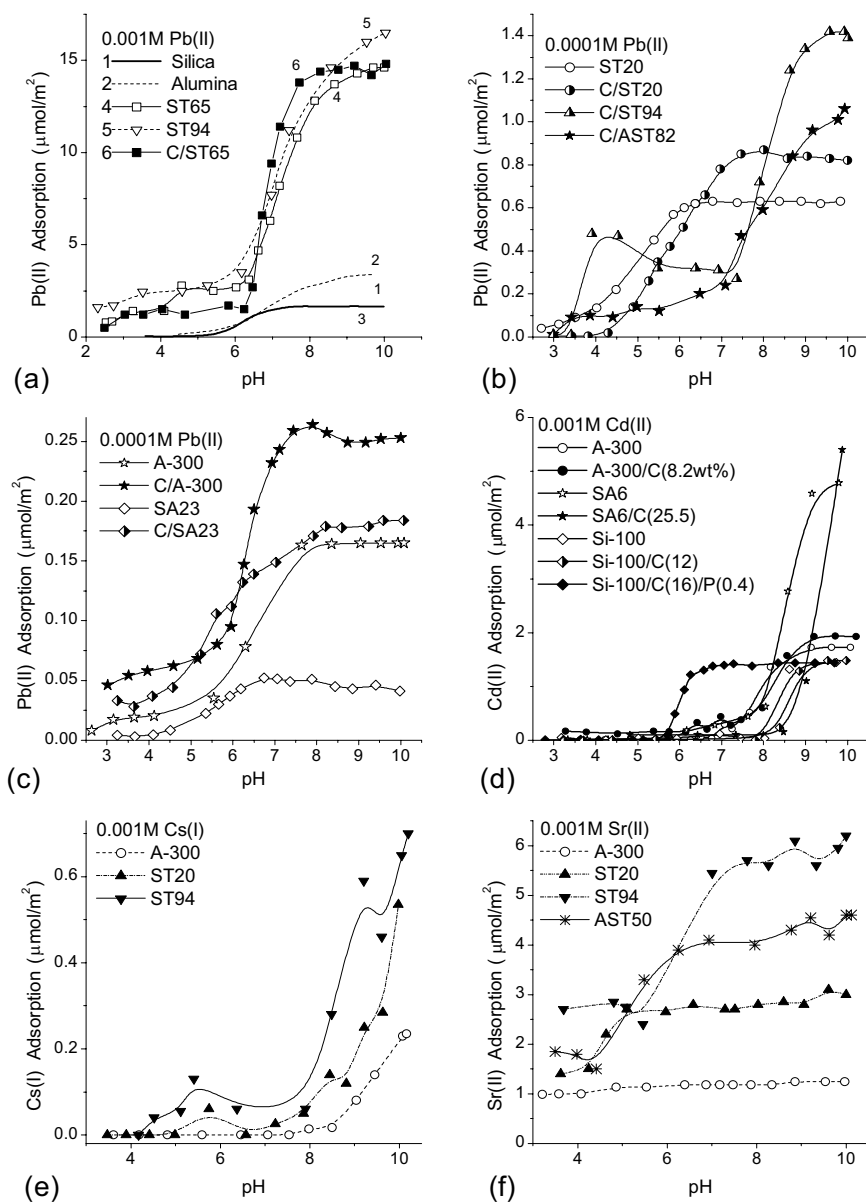 0.001M Pb(II)
1 Silica
2 Alumina
4 ST65
5 ST94
6 C/ST65
5
6
4
2
1
3
15
10
5
0
Pb(II) Adsorption (μmol/m²)
2 4 6 8 10
pH
(a)
0.0001M Pb(II)
ST20
C/ST20
C/ST94
C/AST82
1.4
1.2
1.0
0.8
0.6
0.4
0.2
0.0
Pb(II) Adsorption (μmol/m²)
3 4 5 6 7 8 9 10
pH
(b)
0.0001M Pb(II)
A-300
C/A-300
SA23
C/SA23
0.25
0.20
0.15
0.10
0.05
0.00
Pb(II) Adsorption (μmol/m²)
3 4 5 6 7 8 9 10
pH
(c)
0.001M Cd(II)
A-300
A-300/C(8.2wt%)
SA6
SA6/C(25.5)
Si-100
Si-100/C(12)
Si-100/C(16)/P(0.4)
6
4
2
0
Cd(II) Adsorption (μmol/m²)
3 4 5 6 7 8 9 10
pH
(d)
0.001M Cs(I)
A-300
ST20
ST94
0.6
0.4
0.2
0.0
Cs(I) Adsorption (μmol/m²)
4 6 8 10
pH
(e)
0.001M Sr(II)
A-300
ST20
ST94
AST50
6
5
4
3
2
1
0
Sr(II) Adsorption (μmol/m²)
4 6 8 10
pH
(f)